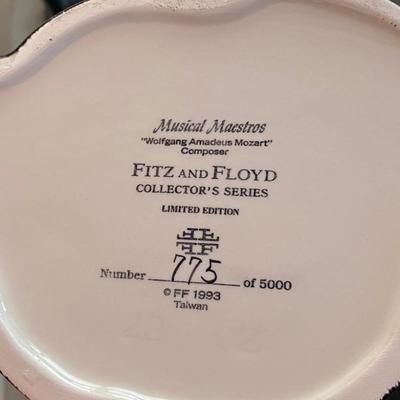 Musical Maestros
"Wolfgang Amadeus Mozart"
Composer
FITZ AND FLOYD
COLLECTOR'S SERIES
LIMITED EDITION
Number 775 of 5000
© FF 1993
Taiwan